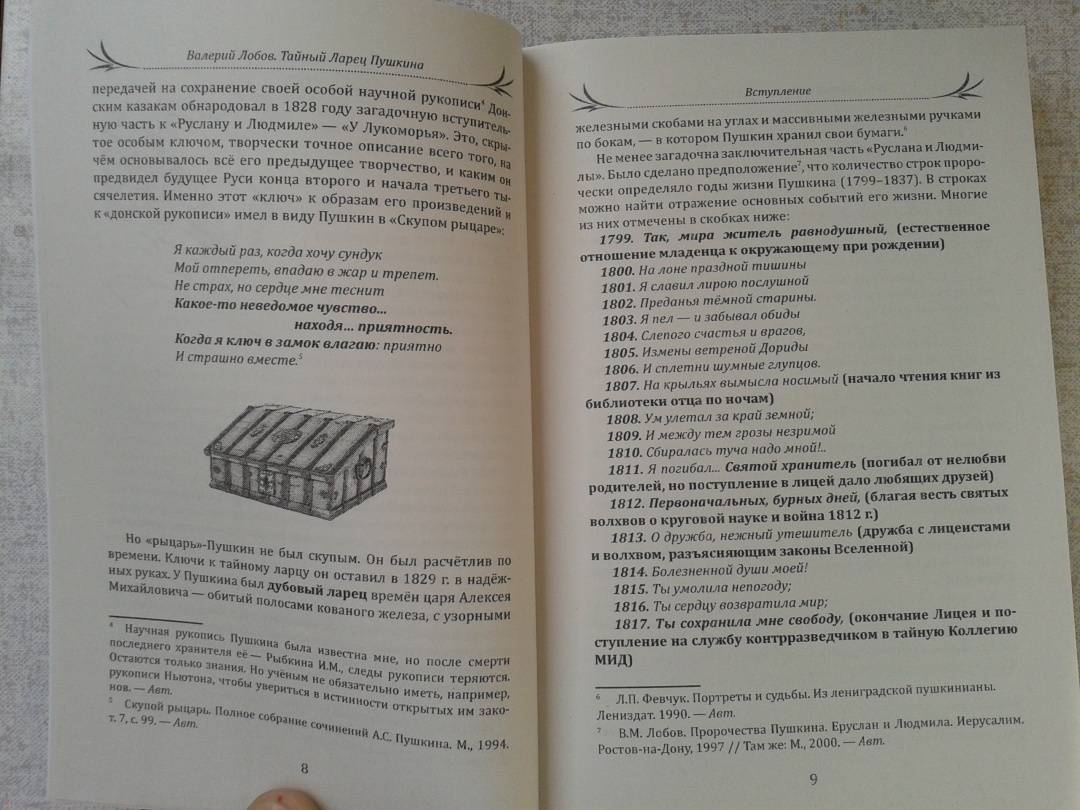 Валерий Лобов. Тайный Ларец Пушкина
передачей на сохранение своей особой научной рукописи⁴ Дон-
ским казакам обнародовал в 1828 году загадочную вступитель-
ную часть к «Руслану и Людмиле» — «У Лукоморья». Это, скры-
тое особым ключом, творчески точное описание всего того, на
чём основывалось всё его предыдущее творчество, и каким он
предвидел будущее Руси конца второго и начала третьего ты-
сячелетия. Именно этот «ключ» к образам его произведений и
к «донской рукописи» имел в виду Пушкин в «Скупом рыцаре»:
Я каждый раз, когда хочу сундук
Мой отпереть, впадаю в жар и трепет.
Не страх, но сердце мне теснит
Какое-то неведомое чувство...
находя... приятность.
Когда я ключ в замок влагаю: приятно
И страшно вместе.⁵
Но «рыцарь»-Пушкин не был скупым. Он был расчётлив по
времени. Ключи к тайному ларцу он оставил в 1829 г. в надёж-
ных руках. У Пушкина был дубовый ларец времён царя Алексея
Михайловича — обитый полосами кованого железа, с узорными
⁴ Научная рукопись Пушкина была известна мне, но после смерти
последнего хранителя её — Рыбкина И.М., следы рукописи теряются.
Остаются только знания. Но учёным не обязательно иметь, например,
рукописи Ньютона, чтобы увериться в истинности открытых им зако-
нов. — Авт.
⁵ Скупой рыцарь. Полное собрание сочинений А.С. Пушкина. М., 1994.
т. 7, с. 99. — Авт.
8
Вступление
железными скобами на углах и массивными железными ручками
по бокам, — в котором Пушкин хранил свои бумаги.⁶
Не менее загадочна заключительная часть «Руслана и Людми-
лы». Было сделано предположение⁷, что количество строк проро-
чески определяло годы жизни Пушкина (1799–1837). В строках
можно найти отражение основных событий его жизни. Многие
из них отмечены в скобках ниже:
1799. Так, мира житель равнодушный, (естественное
отношение младенца к окружающему при рождении)
1800. На лоне праздной тишины
1801. Я славил лирою послушной
1802. Преданья тёмной старины.
1803. Я пел — и забывал обиды
1804. Слепого счастья и врагов,
1805. Измены ветреной Дориды
1806. И сплетни шумные глупцов.
1807. На крыльях вымысла носимый (начало чтения книг из
библиотеки отца по ночам)
1808. Ум улетал за край земной;
1809. И между тем грозы незримой
1810. Сбиралась туча надо мной!..
1811. Я погибал... Святой хранитель (погибал от нелюбви
родителей, но поступление в лицей дало любящих друзей)
1812. Первоначальных, бурных дней, (благая весть святых
волхвов о круговой науке и война 1812 г.)
1813. О дружба, нежный утешитель (дружба с лицеистами
и волхвом, разъясняющим законы Вселенной)
1814. Болезненной души моей!
1815. Ты умолила непогоду;
1816. Ты сердцу возвратила мир;
1817. Ты сохранила мне свободу, (окончание Лицея и по-
ступление на службу контрразведчиком в тайную Коллегию
МИД)
⁶ Л.П. Февчук. Портреты и судьбы. Из лениградской пушкинианы.
Лениздат. 1990. — Авт.
⁷ В.М. Лобов. Пророчества Пушкина. Еруслан и Людмила. Иерусалим.
Ростов-на-Дону, 1997 // Там же: М., 2000. — Авт.
9